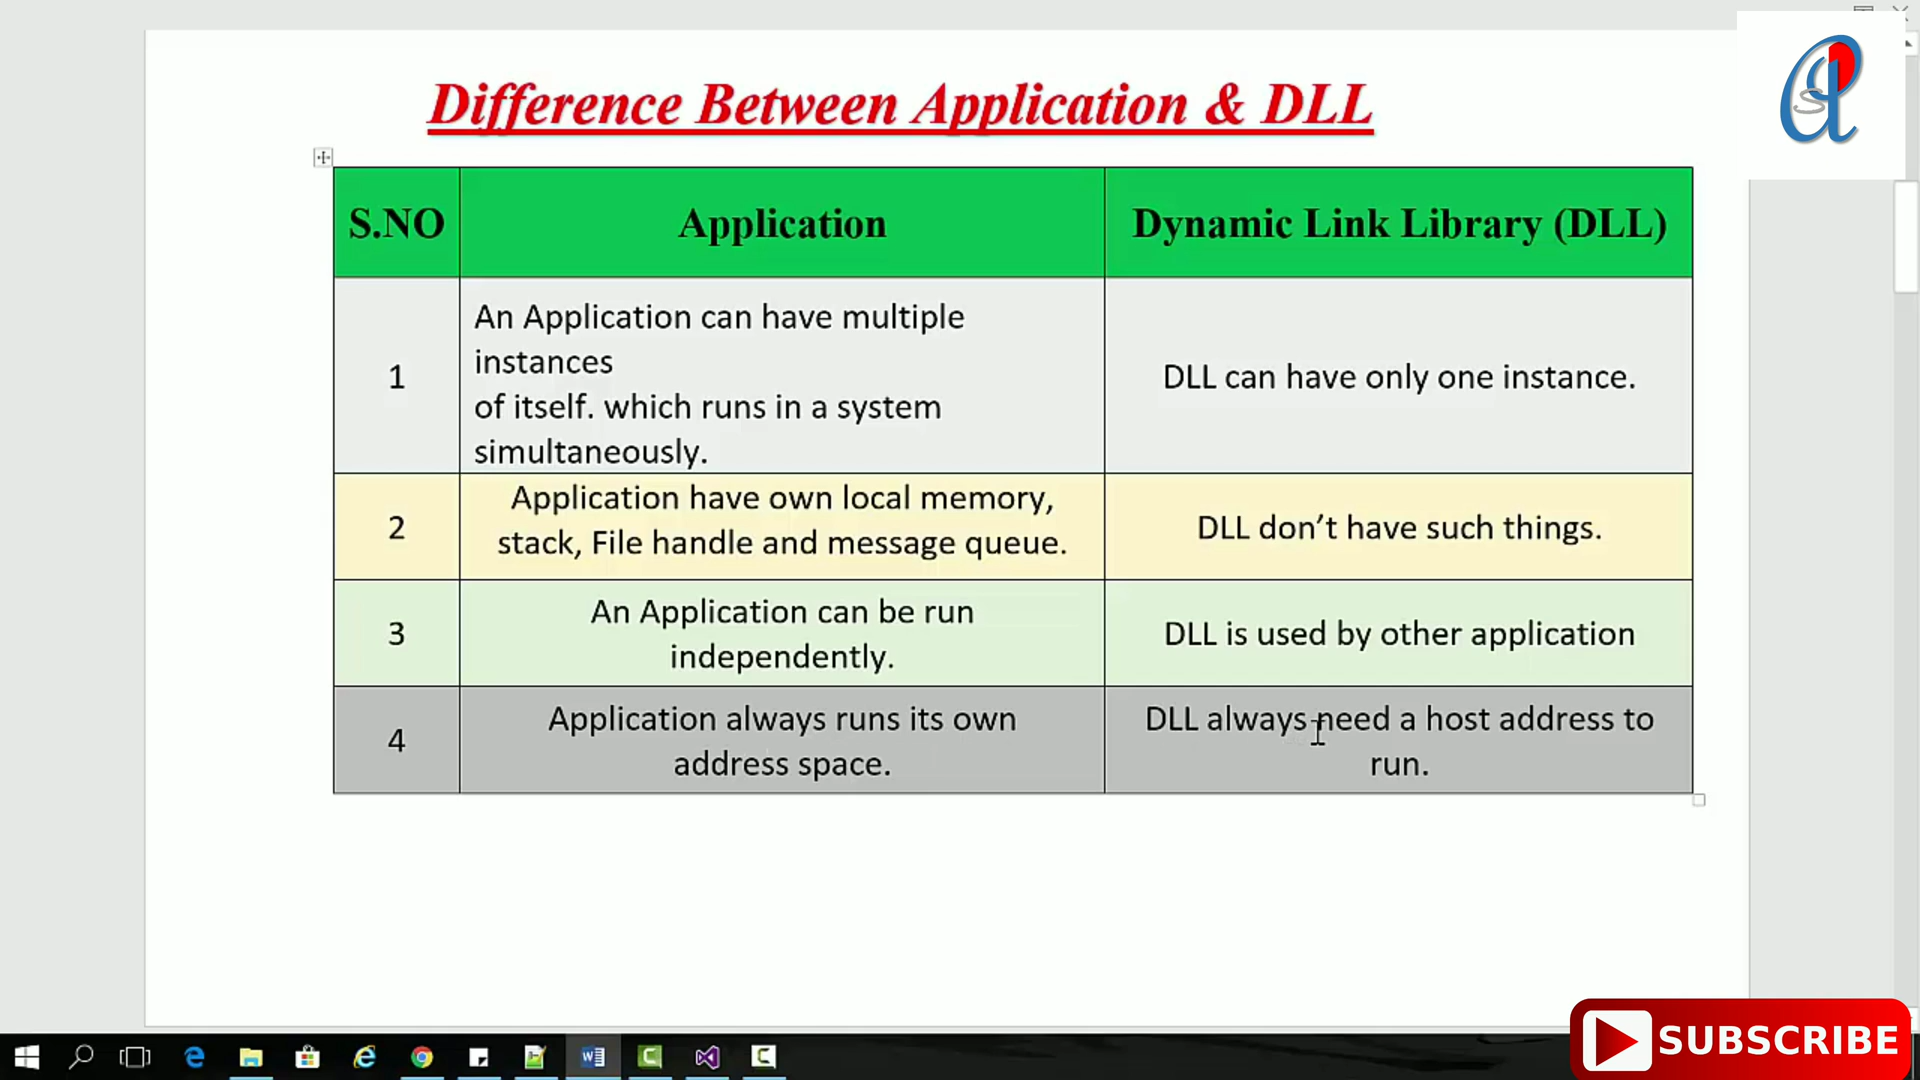 Difference Between Application & DLL
S.NO
Application
Dynamic Link Library (DLL)
1
An Application can have multiple
instances
of itself. which runs in a system
simultaneously.
DLL can have only one instance.
2
Application have own local memory,
stack, File handle and message queue.
DLL don’t have such things.
3
An Application can be run
independently.
DLL is used by other application
4
Application always runs its own
address space.
DLL always need a host address to
run.
SUBSCRIBE